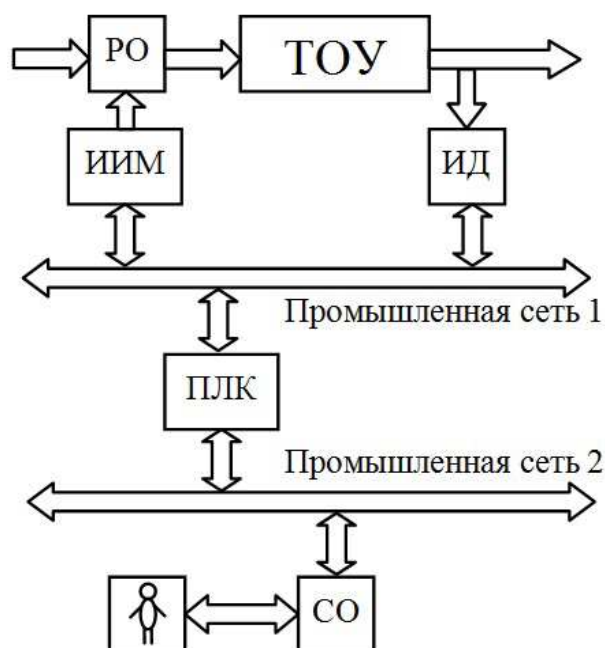 РО
ТОУ
ИИМ
ИД
Промышленная сеть 1
ПЛК
Промышленная сеть 2
СО